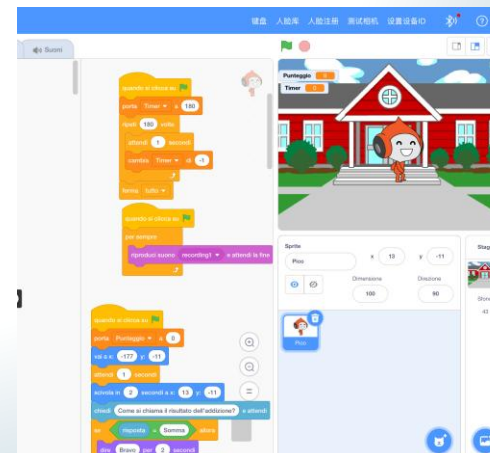 键盘 人脸库 人脸注册 测试相机 设置设备ID
Suoni
quando si clicca su
porta Timer a 180
ripeti 180 volte
attendi 1 secondi
cambia Timer di -1
ferma tutto
quando si clicca su
per sempre
riproduci suono recording1 e attendi la fine
quando si clicca su
porta Punteggio a 0
vai a x: -177 y: -11
attendi 1 secondi
scivola in 2 secondi a x: 13 y: -11
chiedi Come si chiama il risultato dell'addizione? e attendi
se risposta = Somma allora
dire Bravo per 2 secondi
Punteggio
Timer
Sprite
Pico
x 13
y -11
Dimensione
100
Direzione
90
Pico
Stag